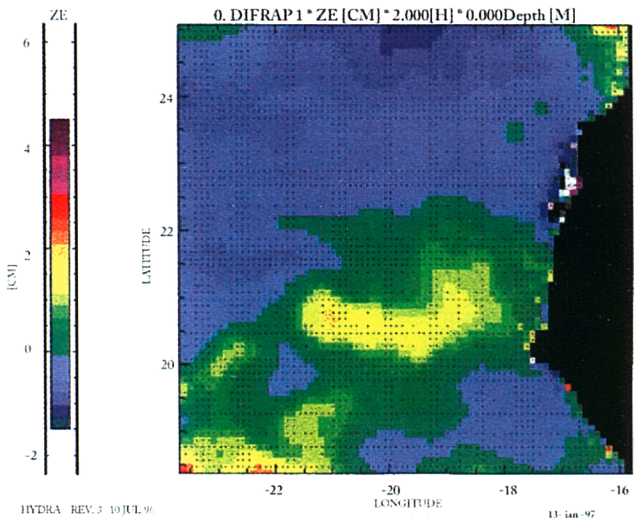 ZE
0. DIFRAP 1 * ZE [CM] * 2.000[H] * 0.000Depth [M]
6
4
2
0
-2
[CM]
LATITUDE
24
22
20
-22
-20
-18
-16
LONGITUDE
HYDRA REV. 3 10 JUL 96
13- jan -97